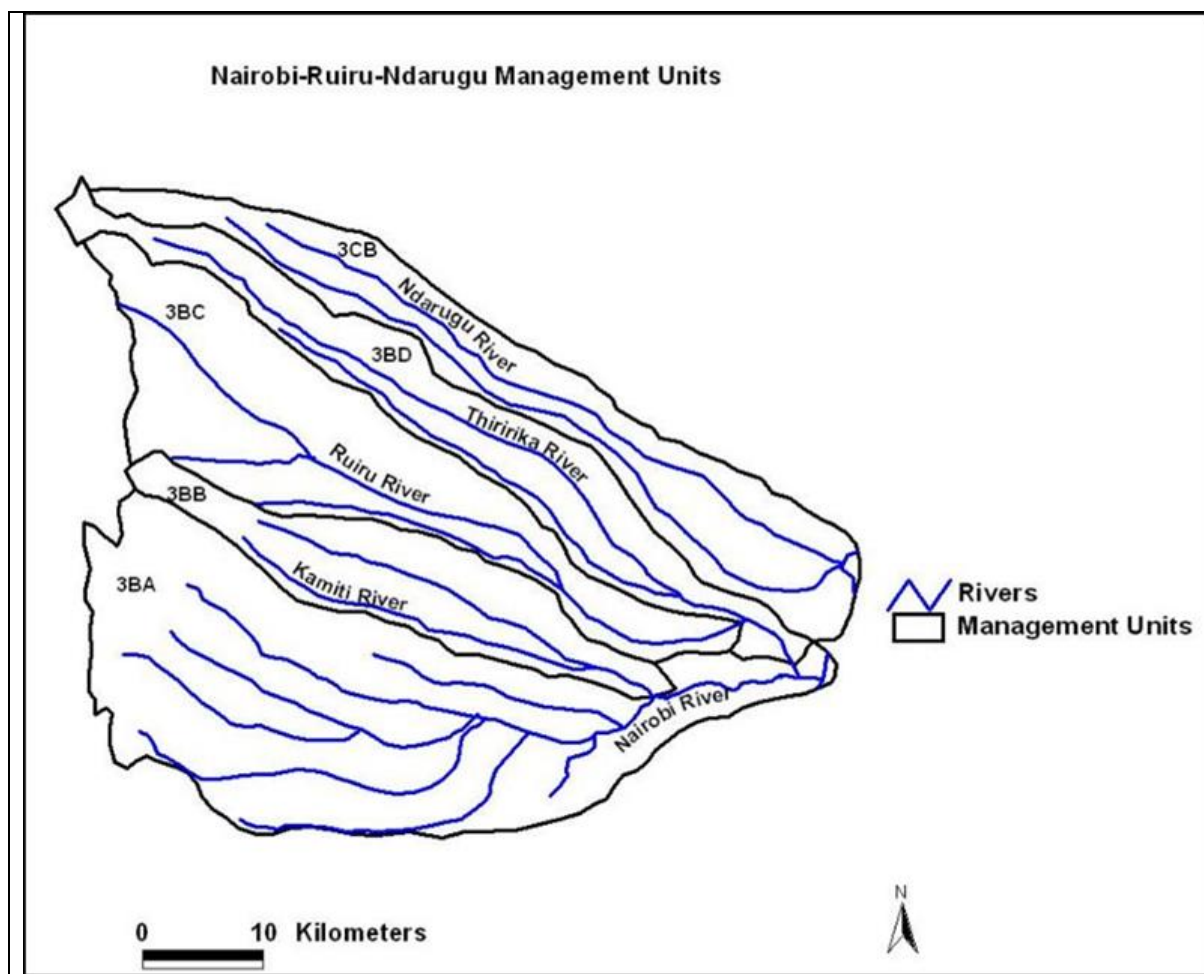 Nairobi-Ruiru-Ndarugu Management Units
3CB
Ndarugu River
3BC
3BD
Thiririka River
Ruiru River
3BB
Kamiti River
3BA
Rivers
Management Units
Nairobi River
N
0 10 Kilometers